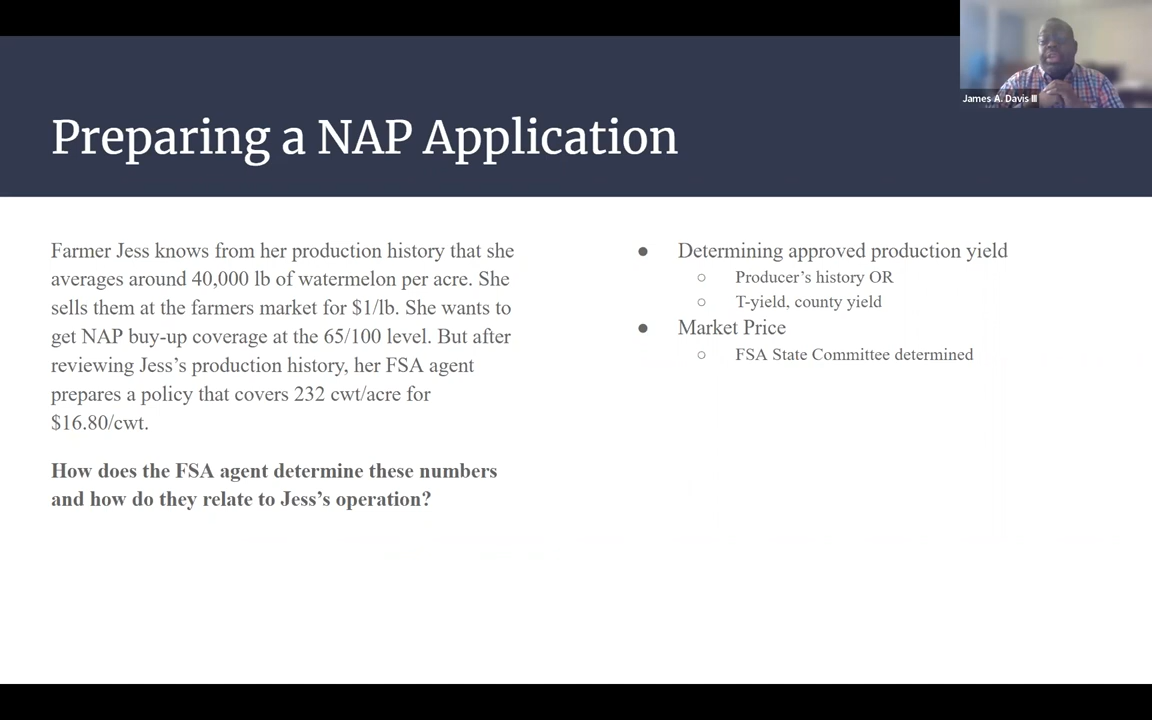 James A. Davis III
Preparing a NAP Application
Farmer Jess knows from her production history that she
averages around 40,000 lb of watermelon per acre. She
sells them at the farmers market for $1/lb. She wants to
get NAP buy-up coverage at the 65/100 level. But after
reviewing Jess’s production history, her FSA agent
prepares a policy that covers 232 cwt/acre for
$16.80/cwt.
How does the FSA agent determine these numbers
and how do they relate to Jess’s operation?
● Determining approved production yield
○ Producer’s history OR
○ T-yield, county yield
● Market Price
○ FSA State Committee determined